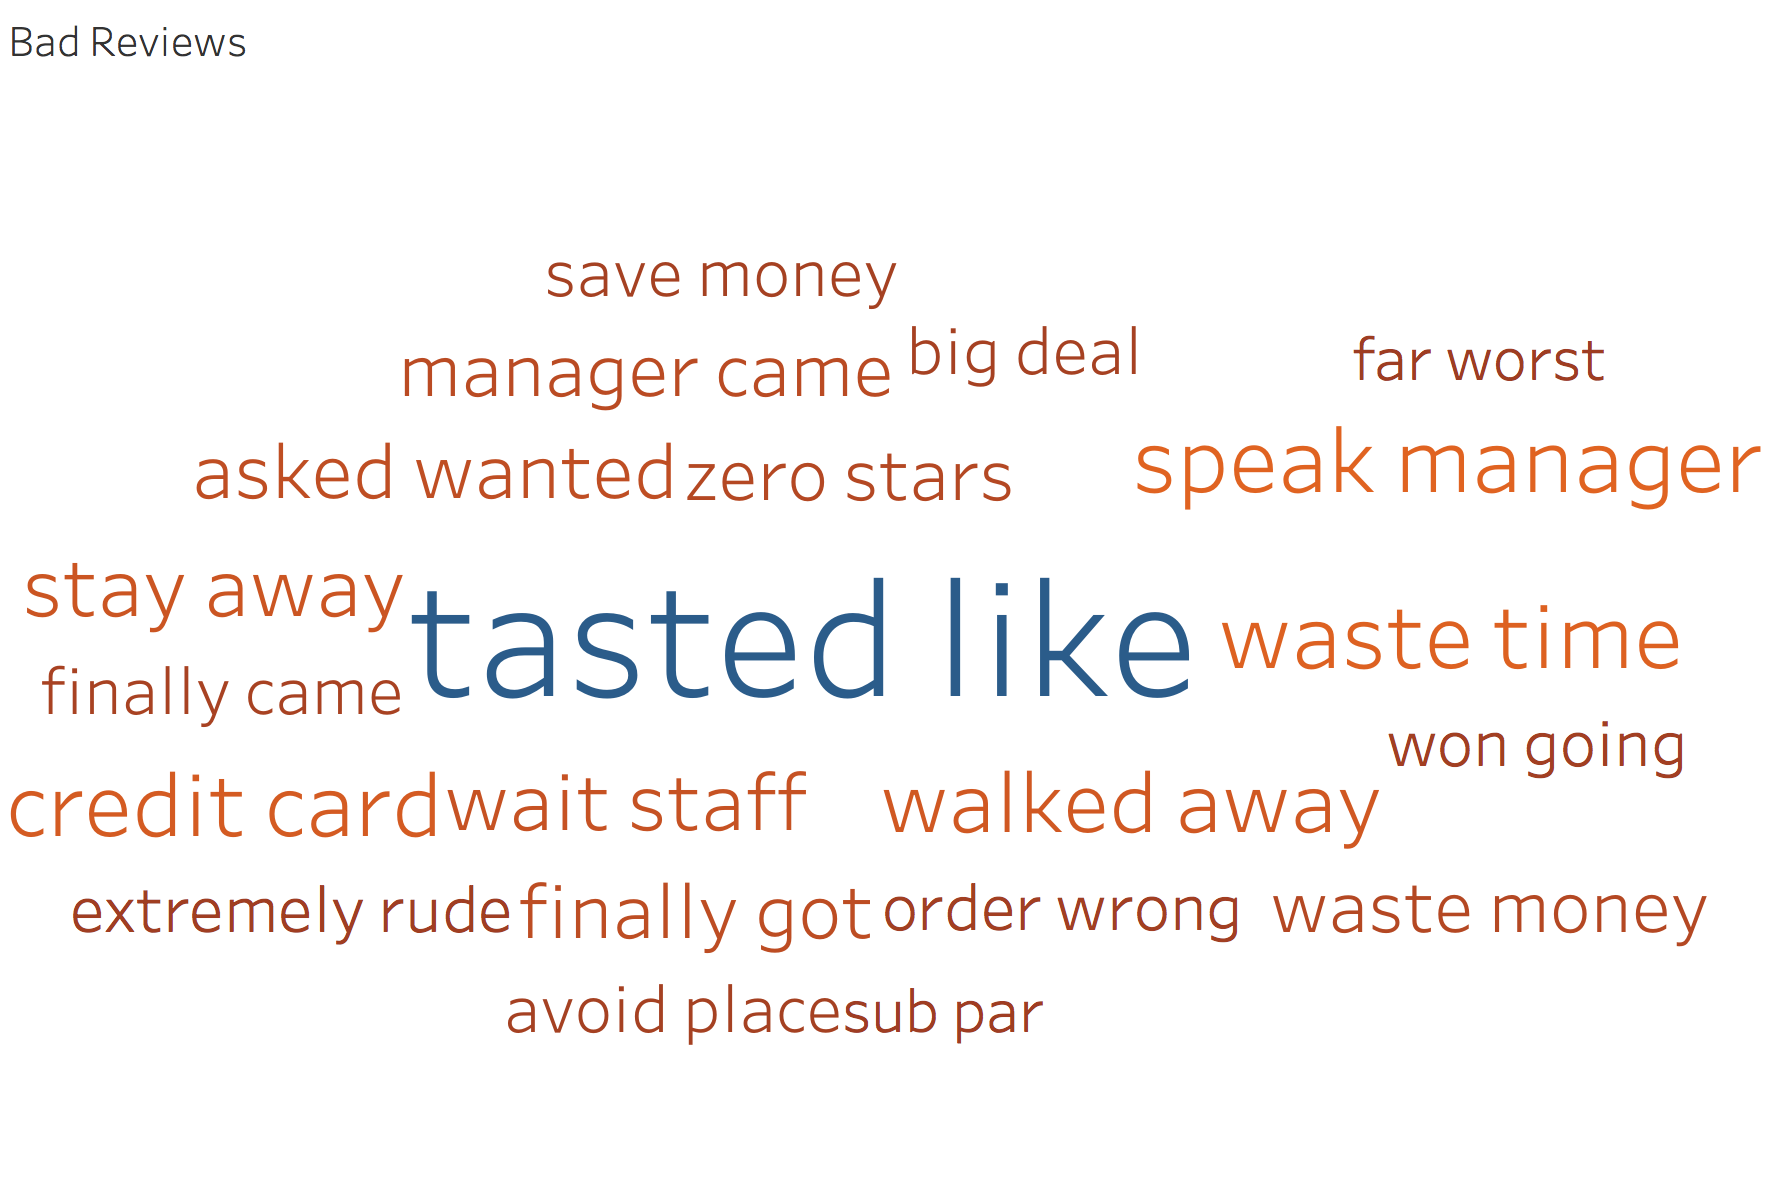 Bad Reviews
save money
manager came
big deal
far worst
asked wanted
zero stars
speak manager
stay away
tasted like
waste time
finally came
won going
credit card
wait staff
walked away
extremely rude
finally got
order wrong
waste money
avoid place
sub par